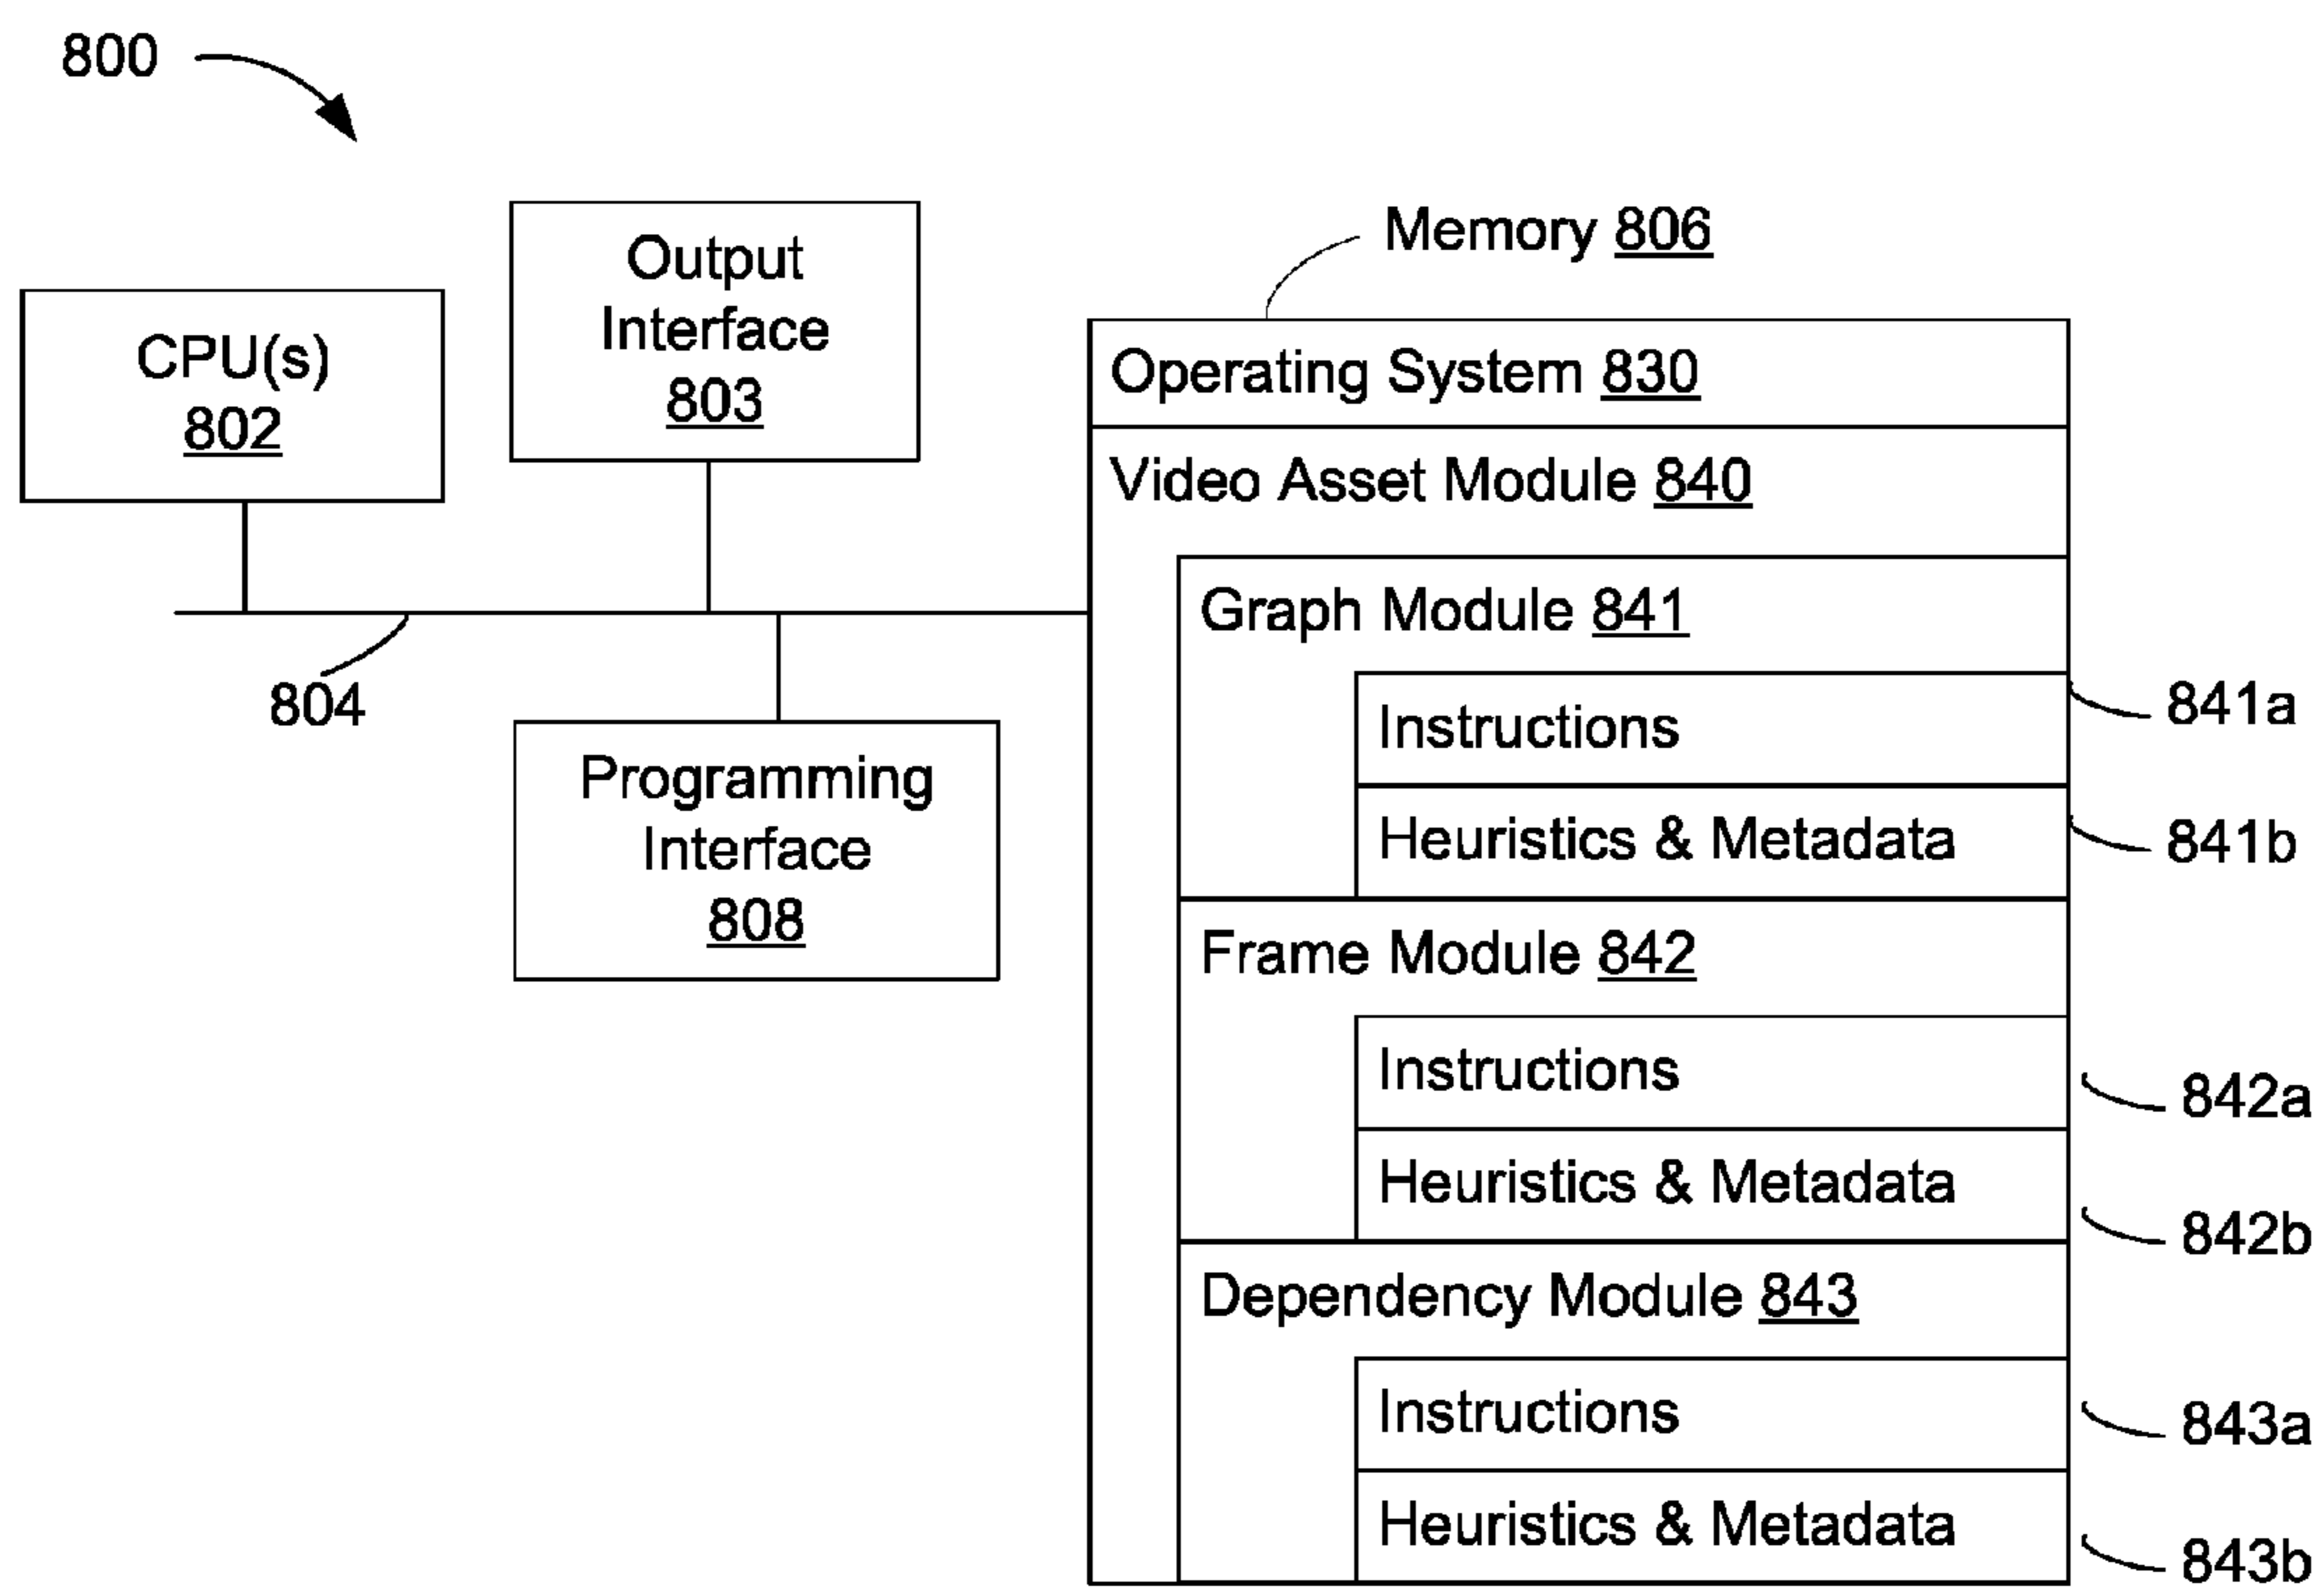 800
Output
Interface
803
CPU(s)
802
804
Programming
Interface
808
Memory 806
Operating System 830
Video Asset Module 840
Graph Module 841
Instructions
841a
Heuristics & Metadata
841b
Frame Module 842
Instructions
842a
Heuristics & Metadata
842b
Dependency Module 843
Instructions
843a
Heuristics & Metadata
843b